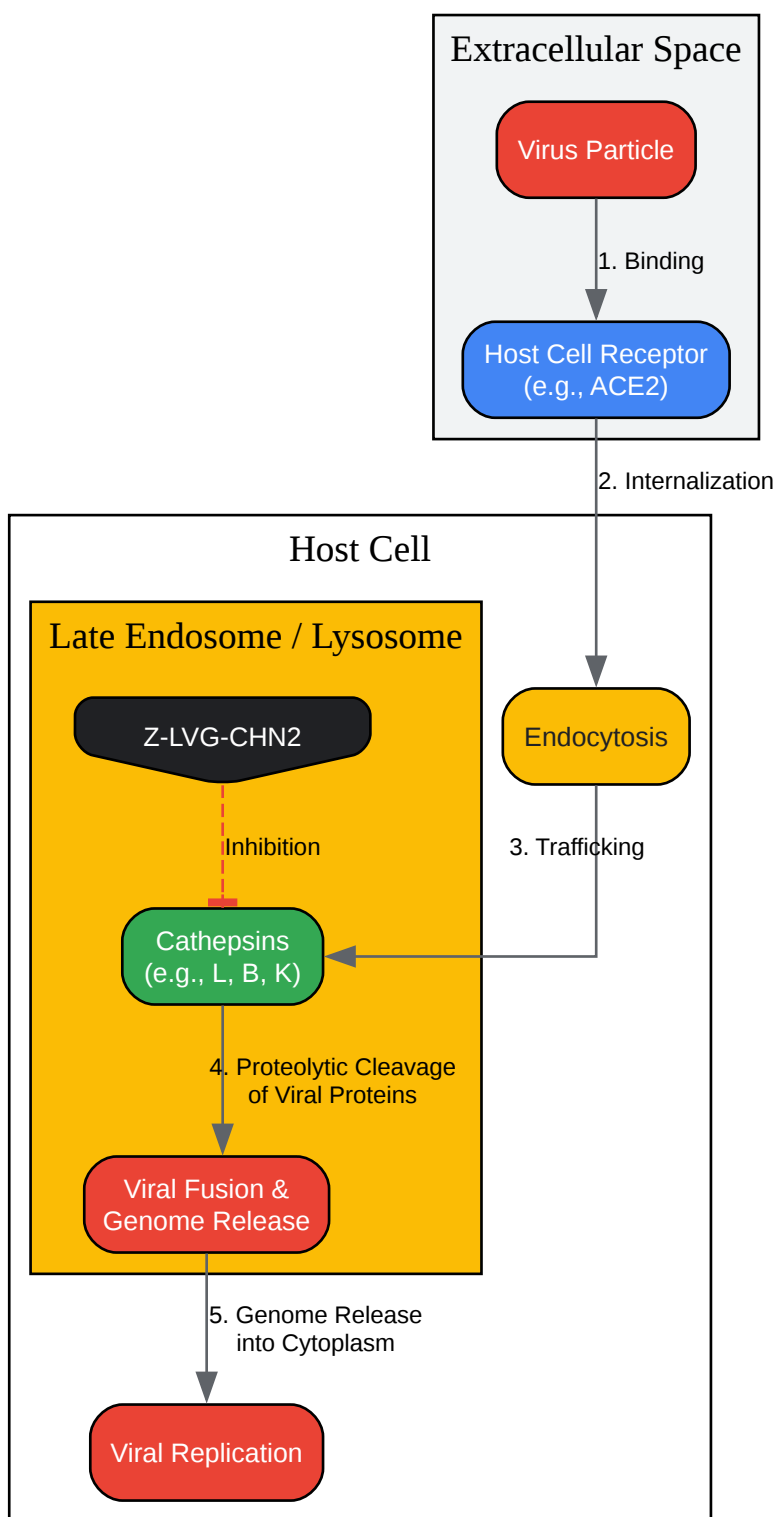 Extracellular Space
Virus Particle
1. Binding
Host Cell Receptor
(e.g., ACE2)
2. Internalization
Host Cell
Late Endosome / Lysosome
Z-LVG-CHN2
Endocytosis
Inhibition
3. Trafficking
Cathepsins
(e.g., L, B, K)
4. Proteolytic Cleavage
of Viral Proteins
Viral Fusion &
Genome Release
5. Genome Release
into Cytoplasm
Viral Replication